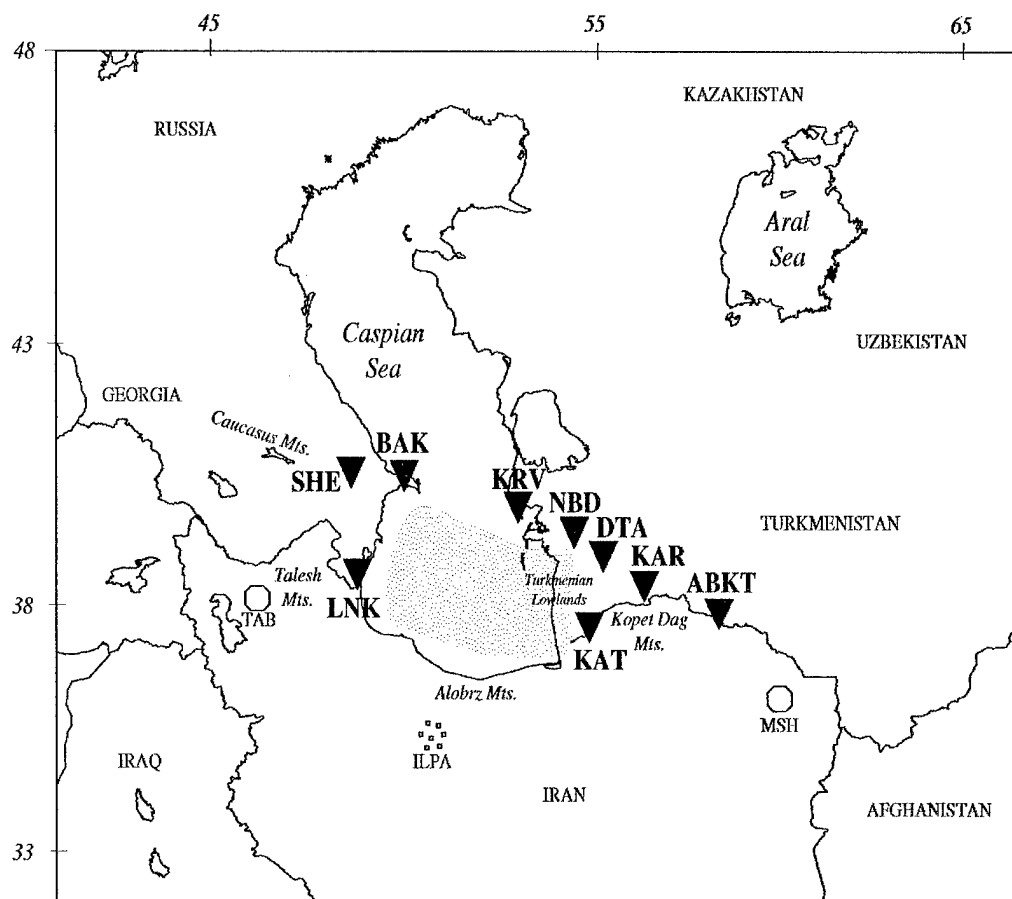 45
55
65
48
KAZAKHSTAN
RUSSIA
Aral
Sea
Caspian
Sea
43
UZBEKISTAN
GEORGIA
Caucasus Mts.
BAK
SHE
KRV
NBD
TURKMENISTAN
DTA
KAR
ABKT
Talesh
Mts.
Turkmenian
Lowlands
38
LNK
TAB
Kopet Dag
Mts.
KAT
Alobrz Mts.
MSH
IRAQ
ILPA
IRAN
AFGHANISTAN
33